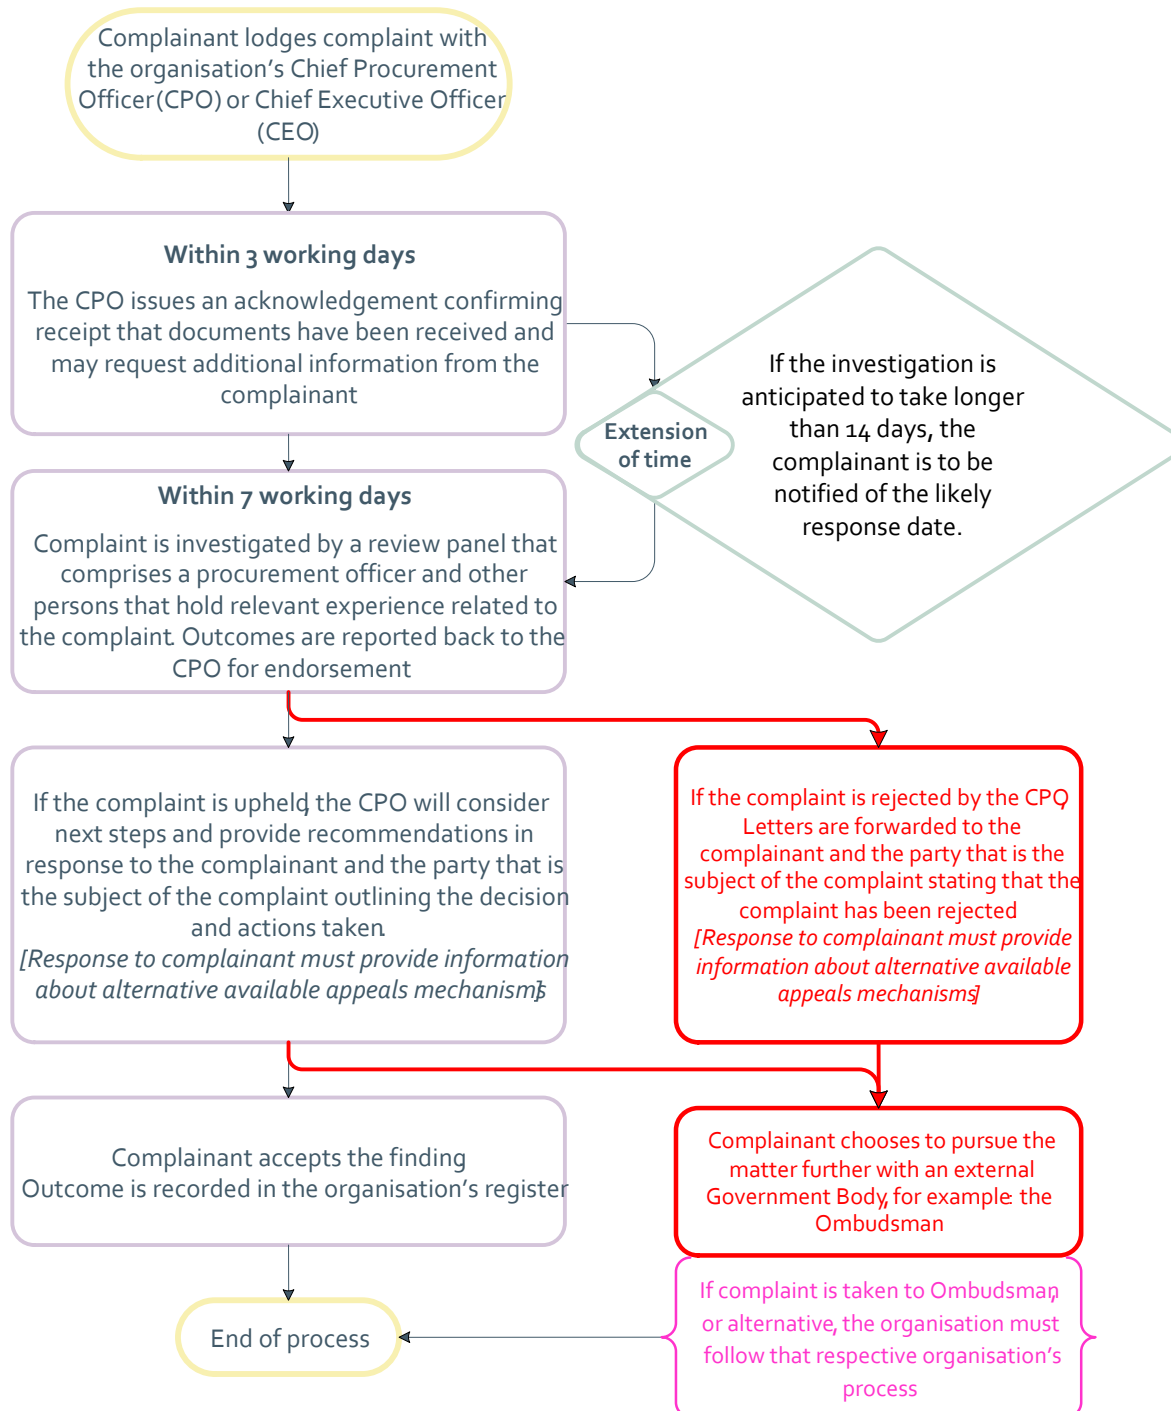 Complainant lodges complaint with
the organisation's Chief Procurement
Officer (CPO) or Chief Executive Officer
(CEO)
Within 3 working days
The CPO issues an acknowledgement confirming
receipt that documents have been received and
may request additional information from the
complainant
Extension
of time
If the investigation is
anticipated to take longer
than 14 days, the
complainant is to be
notified of the likely
response date.
Within 7 working days
Complaint is investigated by a review panel that
comprises a procurement officer and other
persons that hold relevant experience related to
the complaint. Outcomes are reported back to the
CPO for endorsement
If the complaint is upheld, the CPO will consider
next steps and provide recommendations in
response to the complainant and the party that is
the subject of the complaint outlining the decision
and actions taken.
[Response to complainant must provide information
about alternative available appeals mechanisms]
If the complaint is rejected by the CPO,
Letters are forwarded to the
complainant and the party that is the
subject of the complaint stating that the
complaint has been rejected
[Response to complainant must provide
information about alternative available
appeals mechanisms]
Complainant accepts the finding
Outcome is recorded in the organisation's register
Complainant chooses to pursue the
matter further with an external
Government Body, for example: the
Ombudsman
If complaint is taken to Ombudsman,
or alternative, the organisation must
follow that respective organisation's
process
End of process